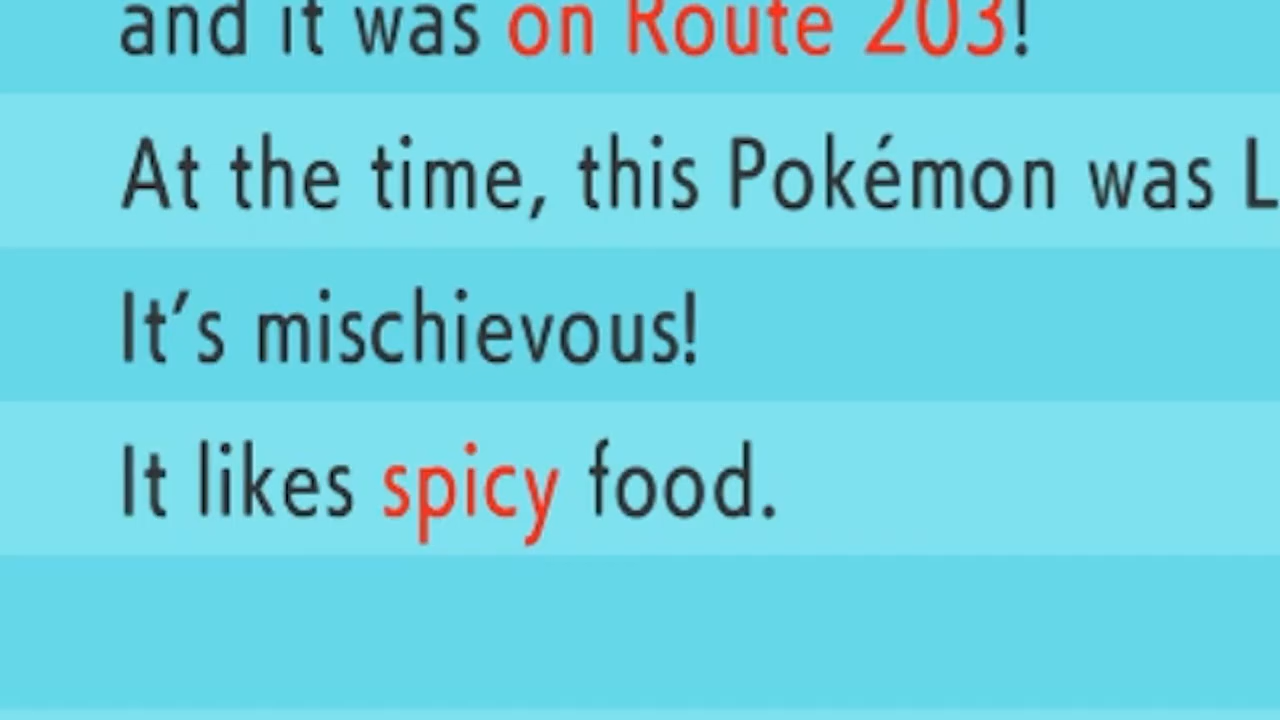 and it was on Route 203!
At the time, this Pokémon was L
It’s mischievous!
It likes spicy food.